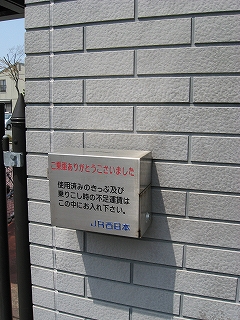 ご乗車ありがとうございました
使用済みのきっぷ及び
乗りこし時の不足運賃は
この中にお入れ下さい。
JR西日本